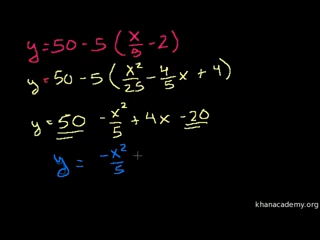 y = 50 - 5 ( x/5 - 2 )
y = 50 - 5 ( x²/25 - 4/5 x + 4 )
y = 50 - x²/5 + 4x - 20
y = -x²/5 +
khanacademy.org